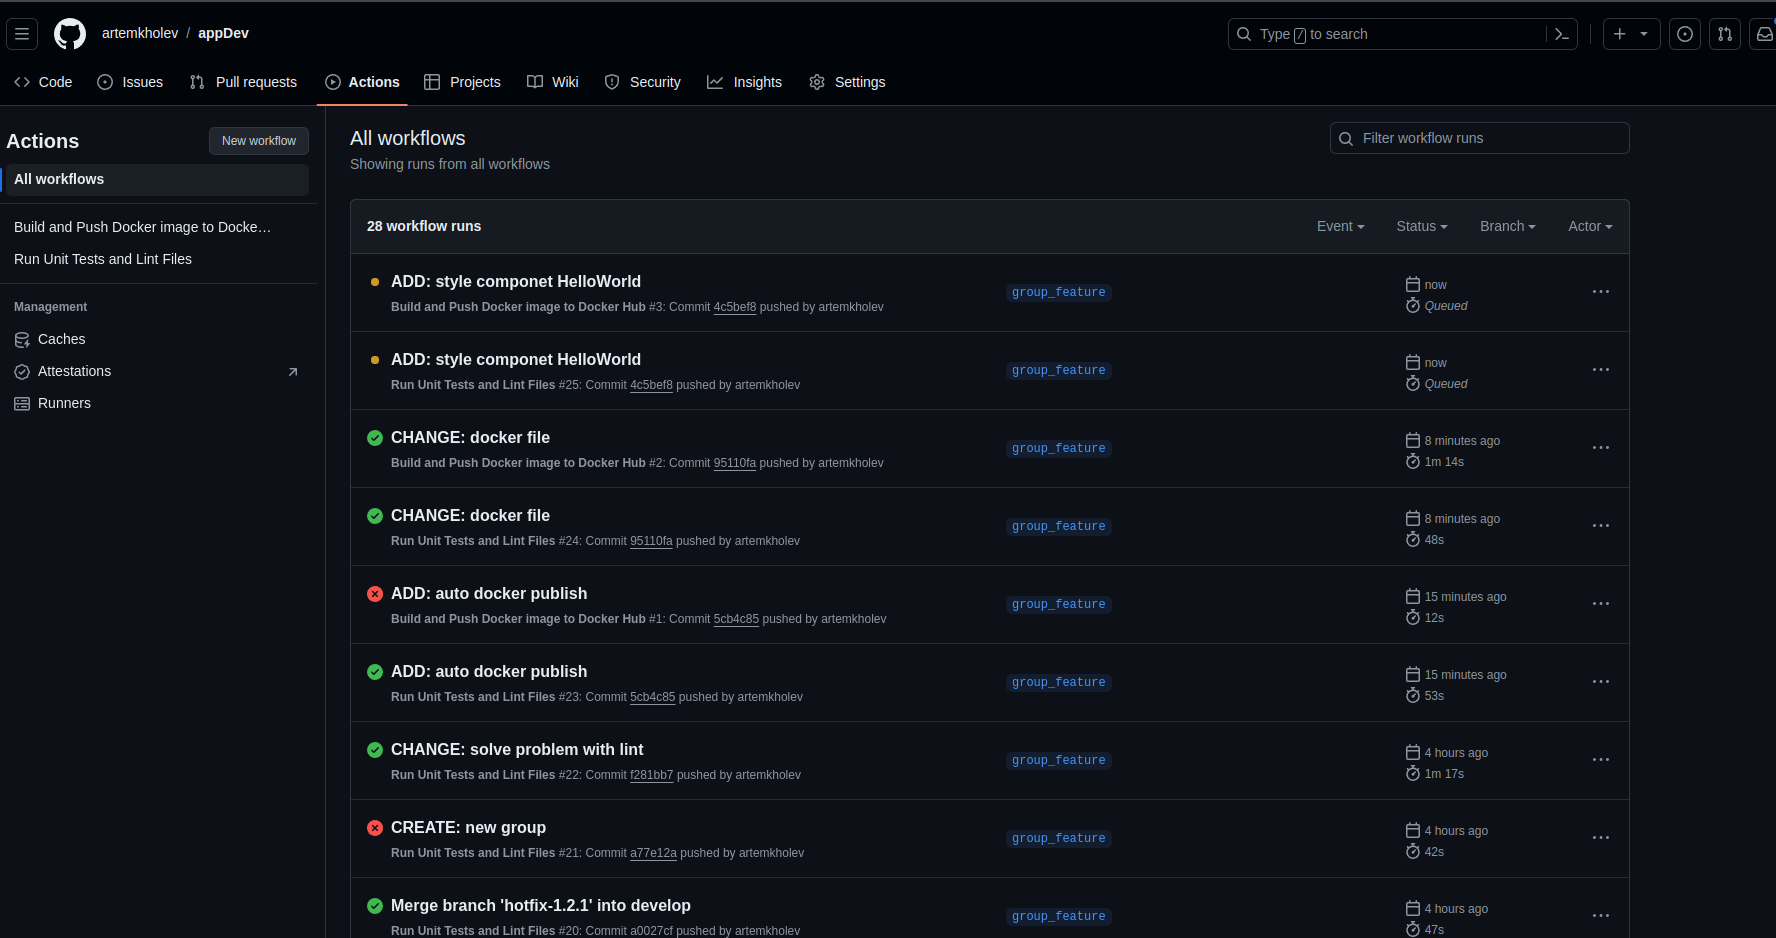 artemkholev / appDev
Type / to search
Code
Issues
Pull requests
Actions
Projects
Wiki
Security
Insights
Settings
Actions
New workflow
All workflows
Build and Push Docker image to Docke…
Run Unit Tests and Lint Files
Management
Caches
Attestations
Runners
All workflows
Showing runs from all workflows
Filter workflow runs
28 workflow runs
Event
Status
Branch
Actor
ADD: style componet HelloWorld
Build and Push Docker image to Docker Hub #3: Commit 4c5bef8 pushed by artemkholev
group_feature
now
Queued
ADD: style componet HelloWorld
Run Unit Tests and Lint Files #25: Commit 4c5bef8 pushed by artemkholev
group_feature
now
Queued
CHANGE: docker file
Build and Push Docker image to Docker Hub #2: Commit 95110fa pushed by artemkholev
group_feature
8 minutes ago
1m 14s
CHANGE: docker file
Run Unit Tests and Lint Files #24: Commit 95110fa pushed by artemkholev
group_feature
8 minutes ago
48s
ADD: auto docker publish
Build and Push Docker image to Docker Hub #1: Commit 5cb4c85 pushed by artemkholev
group_feature
15 minutes ago
12s
ADD: auto docker publish
Run Unit Tests and Lint Files #23: Commit 5cb4c85 pushed by artemkholev
group_feature
15 minutes ago
53s
CHANGE: solve problem with lint
Run Unit Tests and Lint Files #22: Commit f281bb7 pushed by artemkholev
group_feature
4 hours ago
1m 17s
CREATE: new group
Run Unit Tests and Lint Files #21: Commit a77e12a pushed by artemkholev
group_feature
4 hours ago
42s
Merge branch 'hotfix-1.2.1' into develop
Run Unit Tests and Lint Files #20: Commit a0027cf pushed by artemkholev
group_feature
4 hours ago
47s